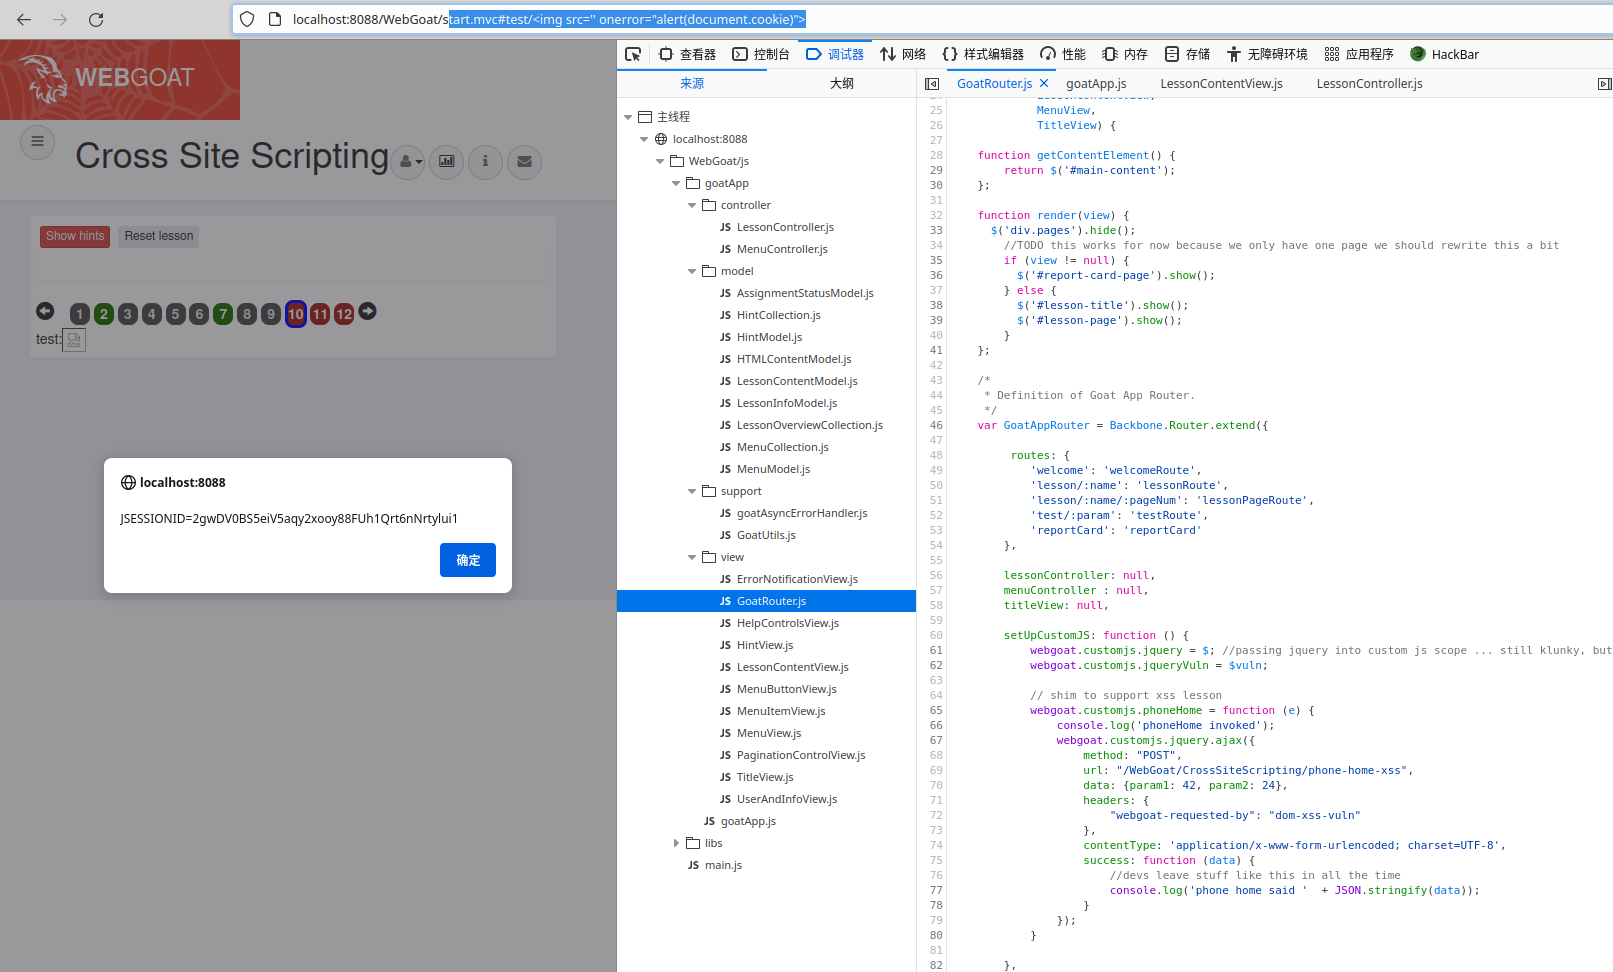 localhost:8088/WebGoat/start.mvc#test/<img src='' onerror="alert(document.cookie)">
WEBGOAT
Cross Site Scripting
Show hints
Reset lesson
1 2 3 4 5 6 7 8 9 10 11 12
test:
localhost:8088
JSESSIONID=2gwDV0BS5eiV5aqy2xooy88FUh1Qrt6nNrtylui1
确定
查看器 控制台 调试器 网络 样式编辑器 性能 内存 存储 无障碍环境 应用程序 HackBar
来源 大纲
主线程
localhost:8088
WebGoat/js
goatApp
controller
JS LessonController.js
JS MenuController.js
model
JS AssignmentStatusModel.js
JS HintCollection.js
JS HintModel.js
JS HTMLContentModel.js
JS LessonContentModel.js
JS LessonInfoModel.js
JS LessonOverviewCollection.js
JS MenuCollection.js
JS MenuModel.js
support
JS goatAsyncErrorHandler.js
JS GoatUtils.js
view
JS ErrorNotificationView.js
JS GoatRouter.js
JS HelpControlsView.js
JS HintView.js
JS LessonContentView.js
JS MenuButtonView.js
JS MenuItemView.js
JS MenuView.js
JS PaginationControlView.js
JS TitleView.js
JS UserAndInfoView.js
JS goatApp.js
libs
JS main.js
GoatRouter.js goatApp.js LessonContentView.js LessonController.js
25 MenuView,
26 TitleView) {
27
28 function getContentElement() {
29 return $('#main-content');
30 };
31
32 function render(view) {
33 $('div.pages').hide();
34 //TODO this works for now because we only have one page we should rewrite this a bit
35 if (view != null) {
36 $('#report-card-page').show();
37 } else {
38 $('#lesson-title').show();
39 $('#lesson-page').show();
40 }
41 };
42
43 /*
44 * Definition of Goat App Router.
45 */
46 var GoatAppRouter = Backbone.Router.extend({
47
48 routes: {
49 'welcome': 'welcomeRoute',
50 'lesson/:name': 'lessonRoute',
51 'lesson/:name/:pageNum': 'lessonPageRoute',
52 'test/:param': 'testRoute',
53 'reportCard': 'reportCard'
54 },
55
56 lessonController: null,
57 menuController : null,
58 titleView: null,
59
60 setUpCustomJS: function () {
61 webgoat.customjs.jquery = $; //passing jquery into custom js scope ... still klunky, but
62 webgoat.customjs.jqueryVuln = $vuln;
63
64 // shim to support xss lesson
65 webgoat.customjs.phoneHome = function (e) {
66 console.log('phoneHome invoked');
67 webgoat.customjs.jquery.ajax({
68 method: "POST",
69 url: "/WebGoat/CrossSiteScripting/phone-home-xss",
70 data: {param1: 42, param2: 24},
71 headers: {
72 "webgoat-requested-by": "dom-xss-vuln"
73 },
74 contentType: 'application/x-www-form-urlencoded; charset=UTF-8',
75 success: function (data) {
76 //devs leave stuff like this in all the time
77 console.log('phone home said ' + JSON.stringify(data));
78 }
79 });
80 }
81
82 },